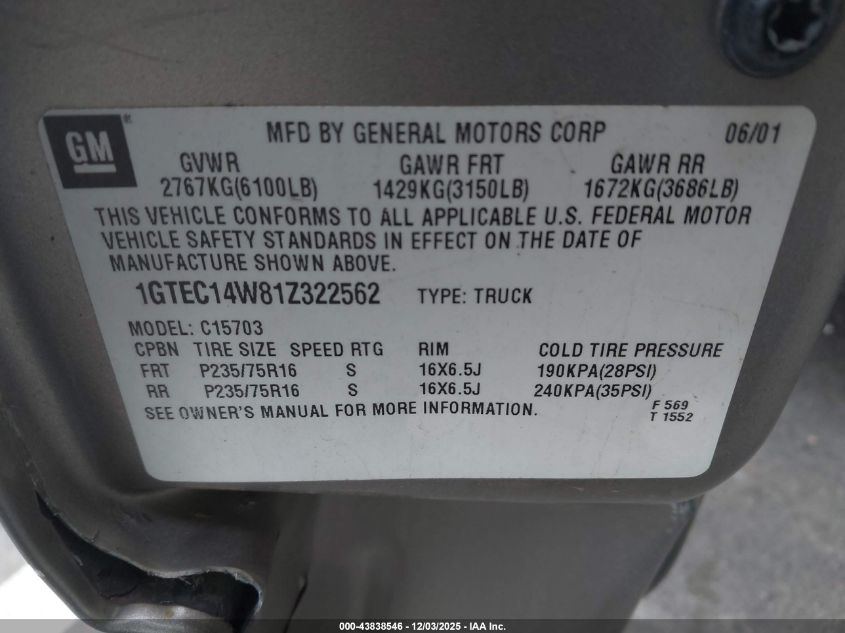 GM®
MFD BY GENERAL MOTORS CORP 06/01
GVWR GAWR FRT GAWR RR
2767KG(6100LB) 1429KG(3150LB) 1672KG(3686LB)
THIS VEHICLE CONFORMS TO ALL APPLICABLE U.S. FEDERAL MOTOR
VEHICLE SAFETY STANDARDS IN EFFECT ON THE DATE OF
MANUFACTURE SHOWN ABOVE.
1GTEC14W81Z322562 TYPE: TRUCK
MODEL: C15703
CPBN TIRE SIZE SPEED RTG RIM COLD TIRE PRESSURE
FRT P235/75R16 S 16X6.5J 190KPA(28PSI)
RR P235/75R16 S 16X6.5J 240KPA(35PSI)
SEE OWNER'S MANUAL FOR MORE INFORMATION.
F 569
T 1552
000-43838546 - 12/03/2025 - IAA Inc.